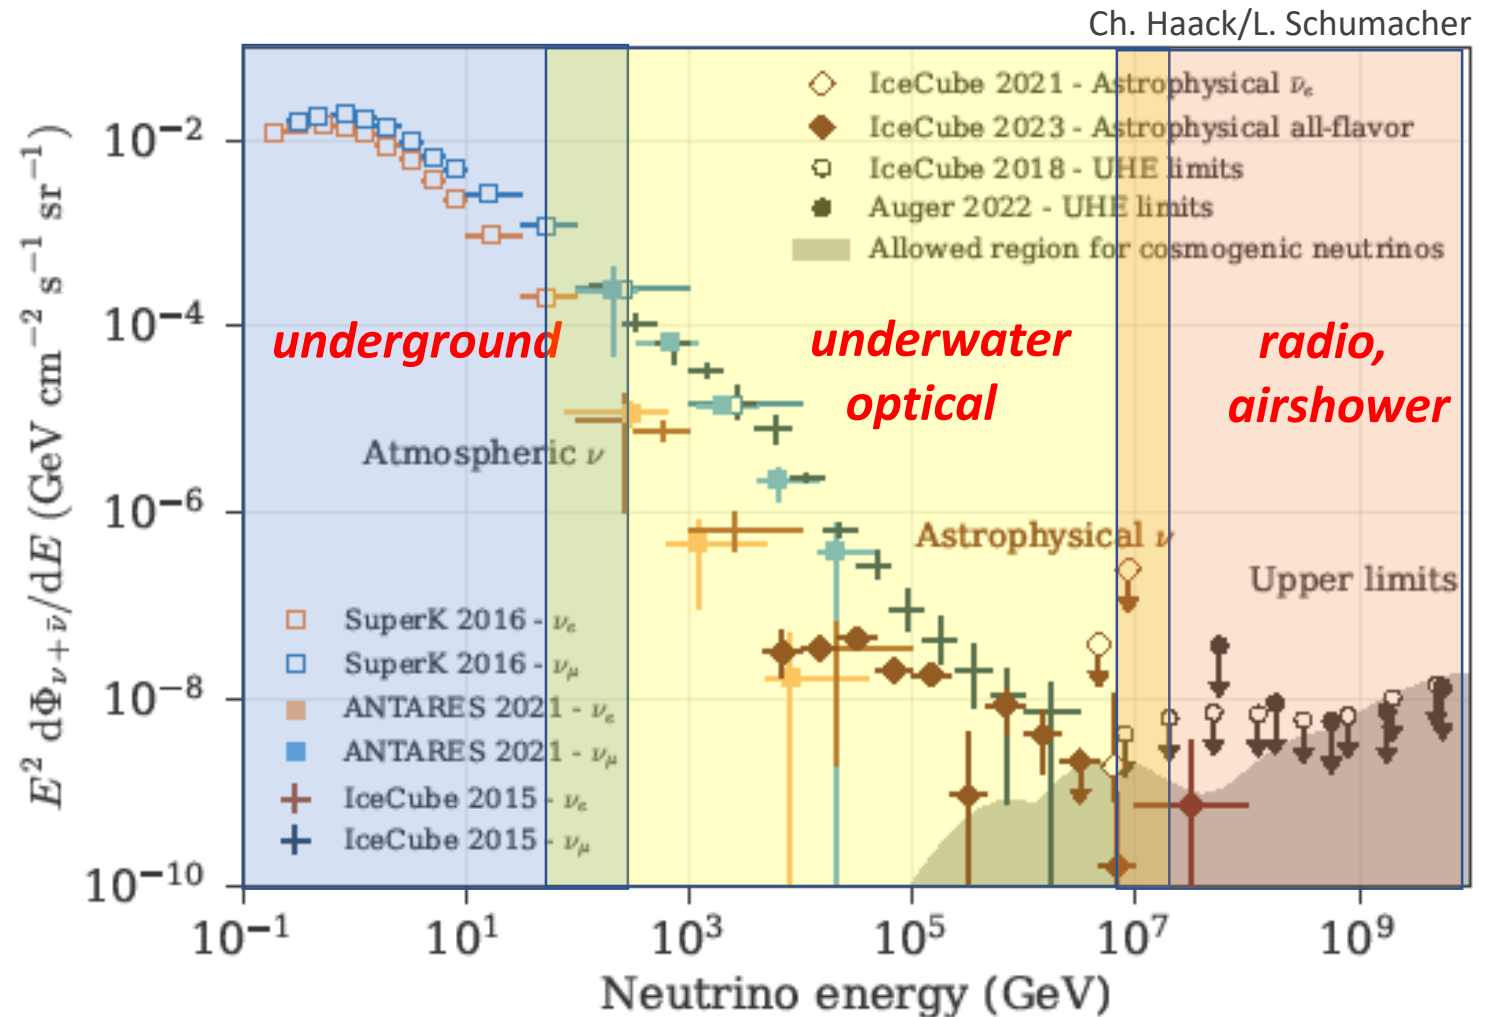 Ch. Haack/L. Schumacher
IceCube 2021 - Astrophysical ν̄ₑ
IceCube 2023 - Astrophysical all-flavor
IceCube 2018 - UHE limits
Auger 2022 - UHE limits
Allowed region for cosmogenic neutrinos
underground
underwater
optical
radio,
airshower
Atmospheric ν
Astrophysical ν
Upper limits
SuperK 2016 - νₑ
SuperK 2016 - ν_μ
ANTARES 2021 - νₑ
ANTARES 2021 - ν_μ
IceCube 2015 - νₑ
IceCube 2015 - ν_μ
E² dΦ_ν+ν̄/dE (GeV cm⁻² s⁻¹ sr⁻¹)
10⁻²
10⁻⁴
10⁻⁶
10⁻⁸
10⁻¹⁰
10⁻¹ 10¹ 10³ 10⁵ 10⁷ 10⁹
Neutrino energy (GeV)